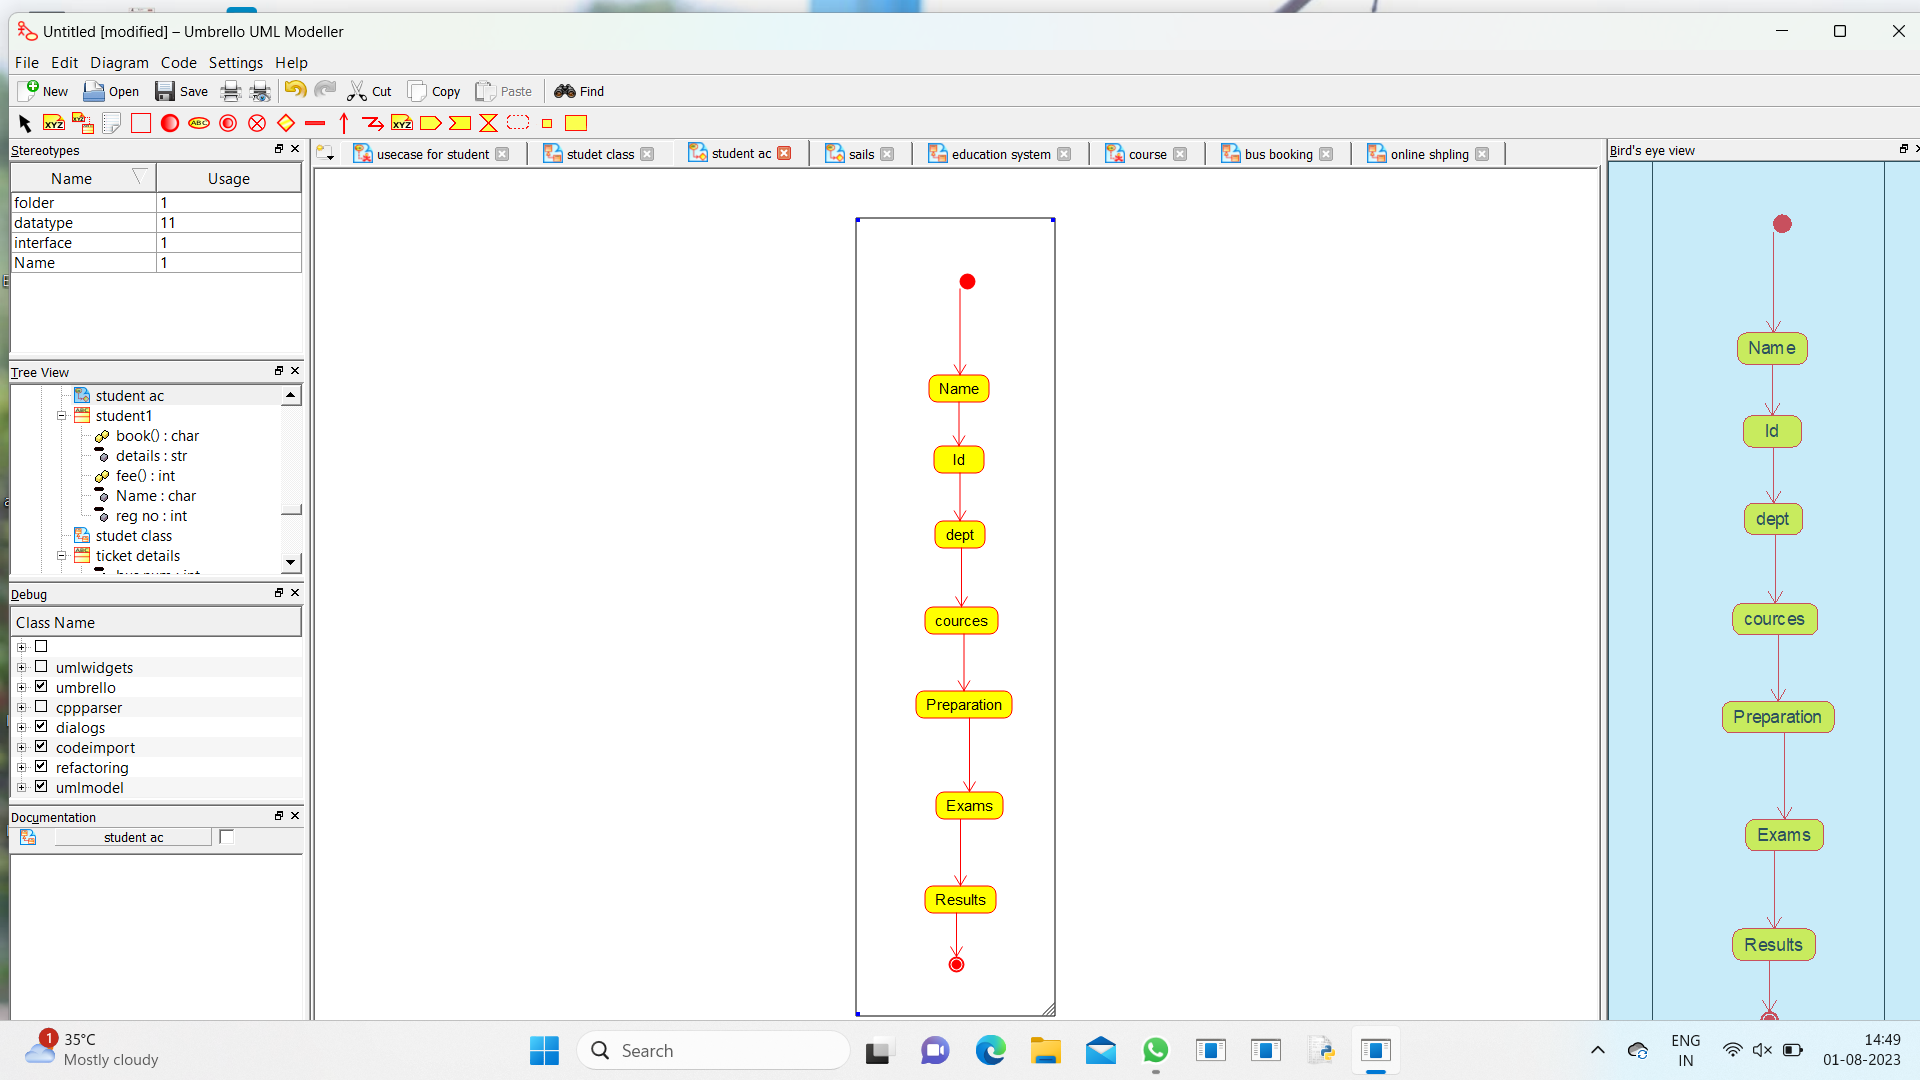 Untitled [modified] – Umbrello UML Modeller
File Edit Diagram Code Settings Help
New Open Save Cut Copy Paste Find
XYZ XYZ ABC XYZ
Stereotypes
Name Usage
folder 1
datatype 11
interface 1
Name 1
Tree View
student ac
student1
book() : char
details : str
fee() : int
Name : char
reg no : int
studet class
ticket details
Debug
Class Name
umlwidgets
umbrello
cppparser
dialogs
codeimport
refactoring
umlmodel
Documentation
student ac
usecase for student studet class student ac sails education system course bus booking online shpling
Name
Id
dept
cources
Preparation
Exams
Results
Bird's eye view
Name
Id
dept
cources
Preparation
Exams
Results
1
35°C
Mostly cloudy
Search
ENG
IN
14:49
01-08-2023